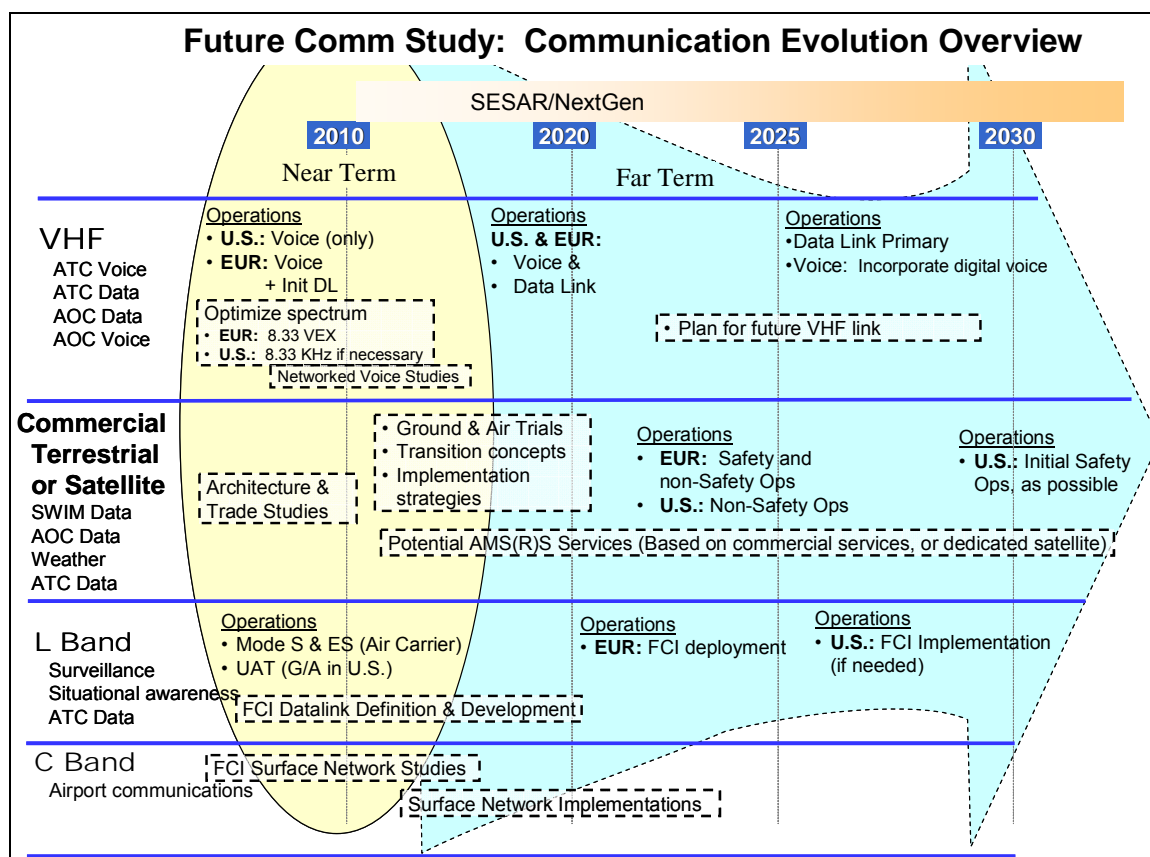 Future Comm Study: Communication Evolution Overview
SESAR/NextGen
2010
2020
2025
2030
Near Term
Far Term
VHF
ATC Voice
ATC Data
AOC Data
AOC Voice
Operations
• U.S.: Voice (only)
• EUR: Voice
+ Init DL
Optimize spectrum
• EUR: 8.33 VEX
• U.S.: 8.33 KHz if necessary
Networked Voice Studies
Operations
U.S. & EUR:
• Voice &
• Data Link
Operations
•Data Link Primary
•Voice: Incorporate digital voice
• Plan for future VHF link
Commercial
Terrestrial
or Satellite
SWIM Data
AOC Data
Weather
ATC Data
Architecture &
Trade Studies
• Ground & Air Trials
• Transition concepts
• Implementation
strategies
Operations
• EUR: Safety and
non-Safety Ops
• U.S.: Non-Safety Ops
Operations
• U.S.: Initial Safety
Ops, as possible
Potential AMS(R)S Services (Based on commercial services, or dedicated satellite)
L Band
Surveillance
Situational awareness
ATC Data
Operations
• Mode S & ES (Air Carrier)
• UAT (G/A in U.S.)
FCI Datalink Definition & Development
Operations
• EUR: FCI deployment
Operations
• U.S.: FCI Implementation
(if needed)
C Band
Airport communications
FCI Surface Network Studies
Surface Network Implementations